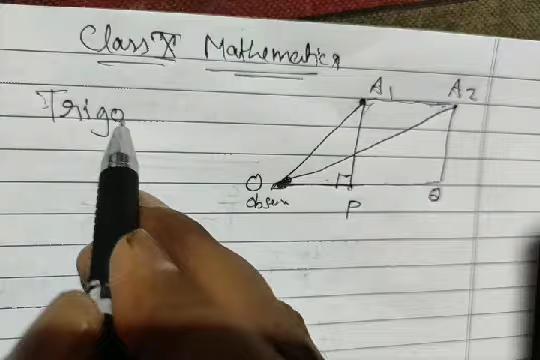 Class X Mathematics
Trigo
A1 A2
O
P
Q